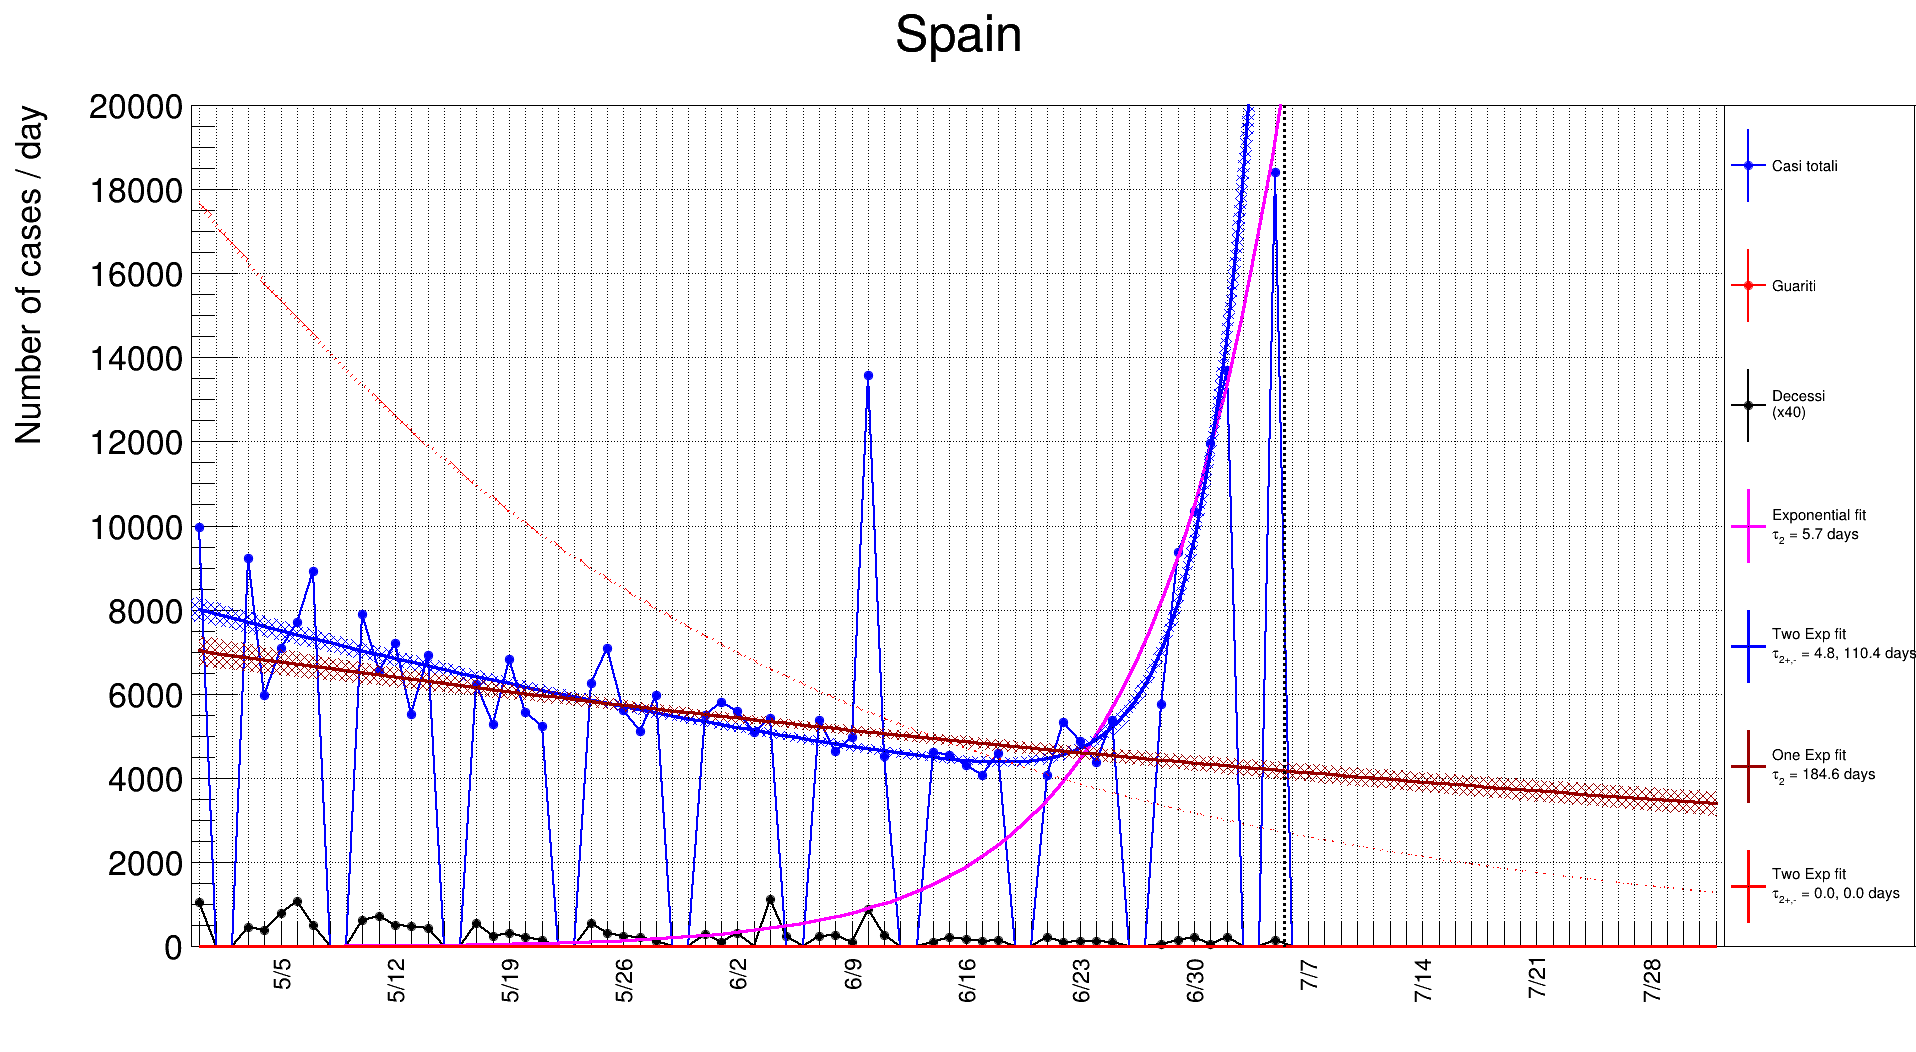 Spain
Number of cases / day
20000
18000
16000
14000
12000
10000
8000
6000
4000
2000
0
5/5
5/12
5/19
5/26
6/2
6/9
6/16
6/23
6/30
7/7
7/14
7/21
7/28
Casi totali
Guariti
Decessi
(x40)
Exponential fit
τ2 = 5.7 days
Two Exp fit
τ2+,- = 4.8, 110.4 days
One Exp fit
τ2 = 184.6 days
Two Exp fit
τ2+,- = 0.0, 0.0 days